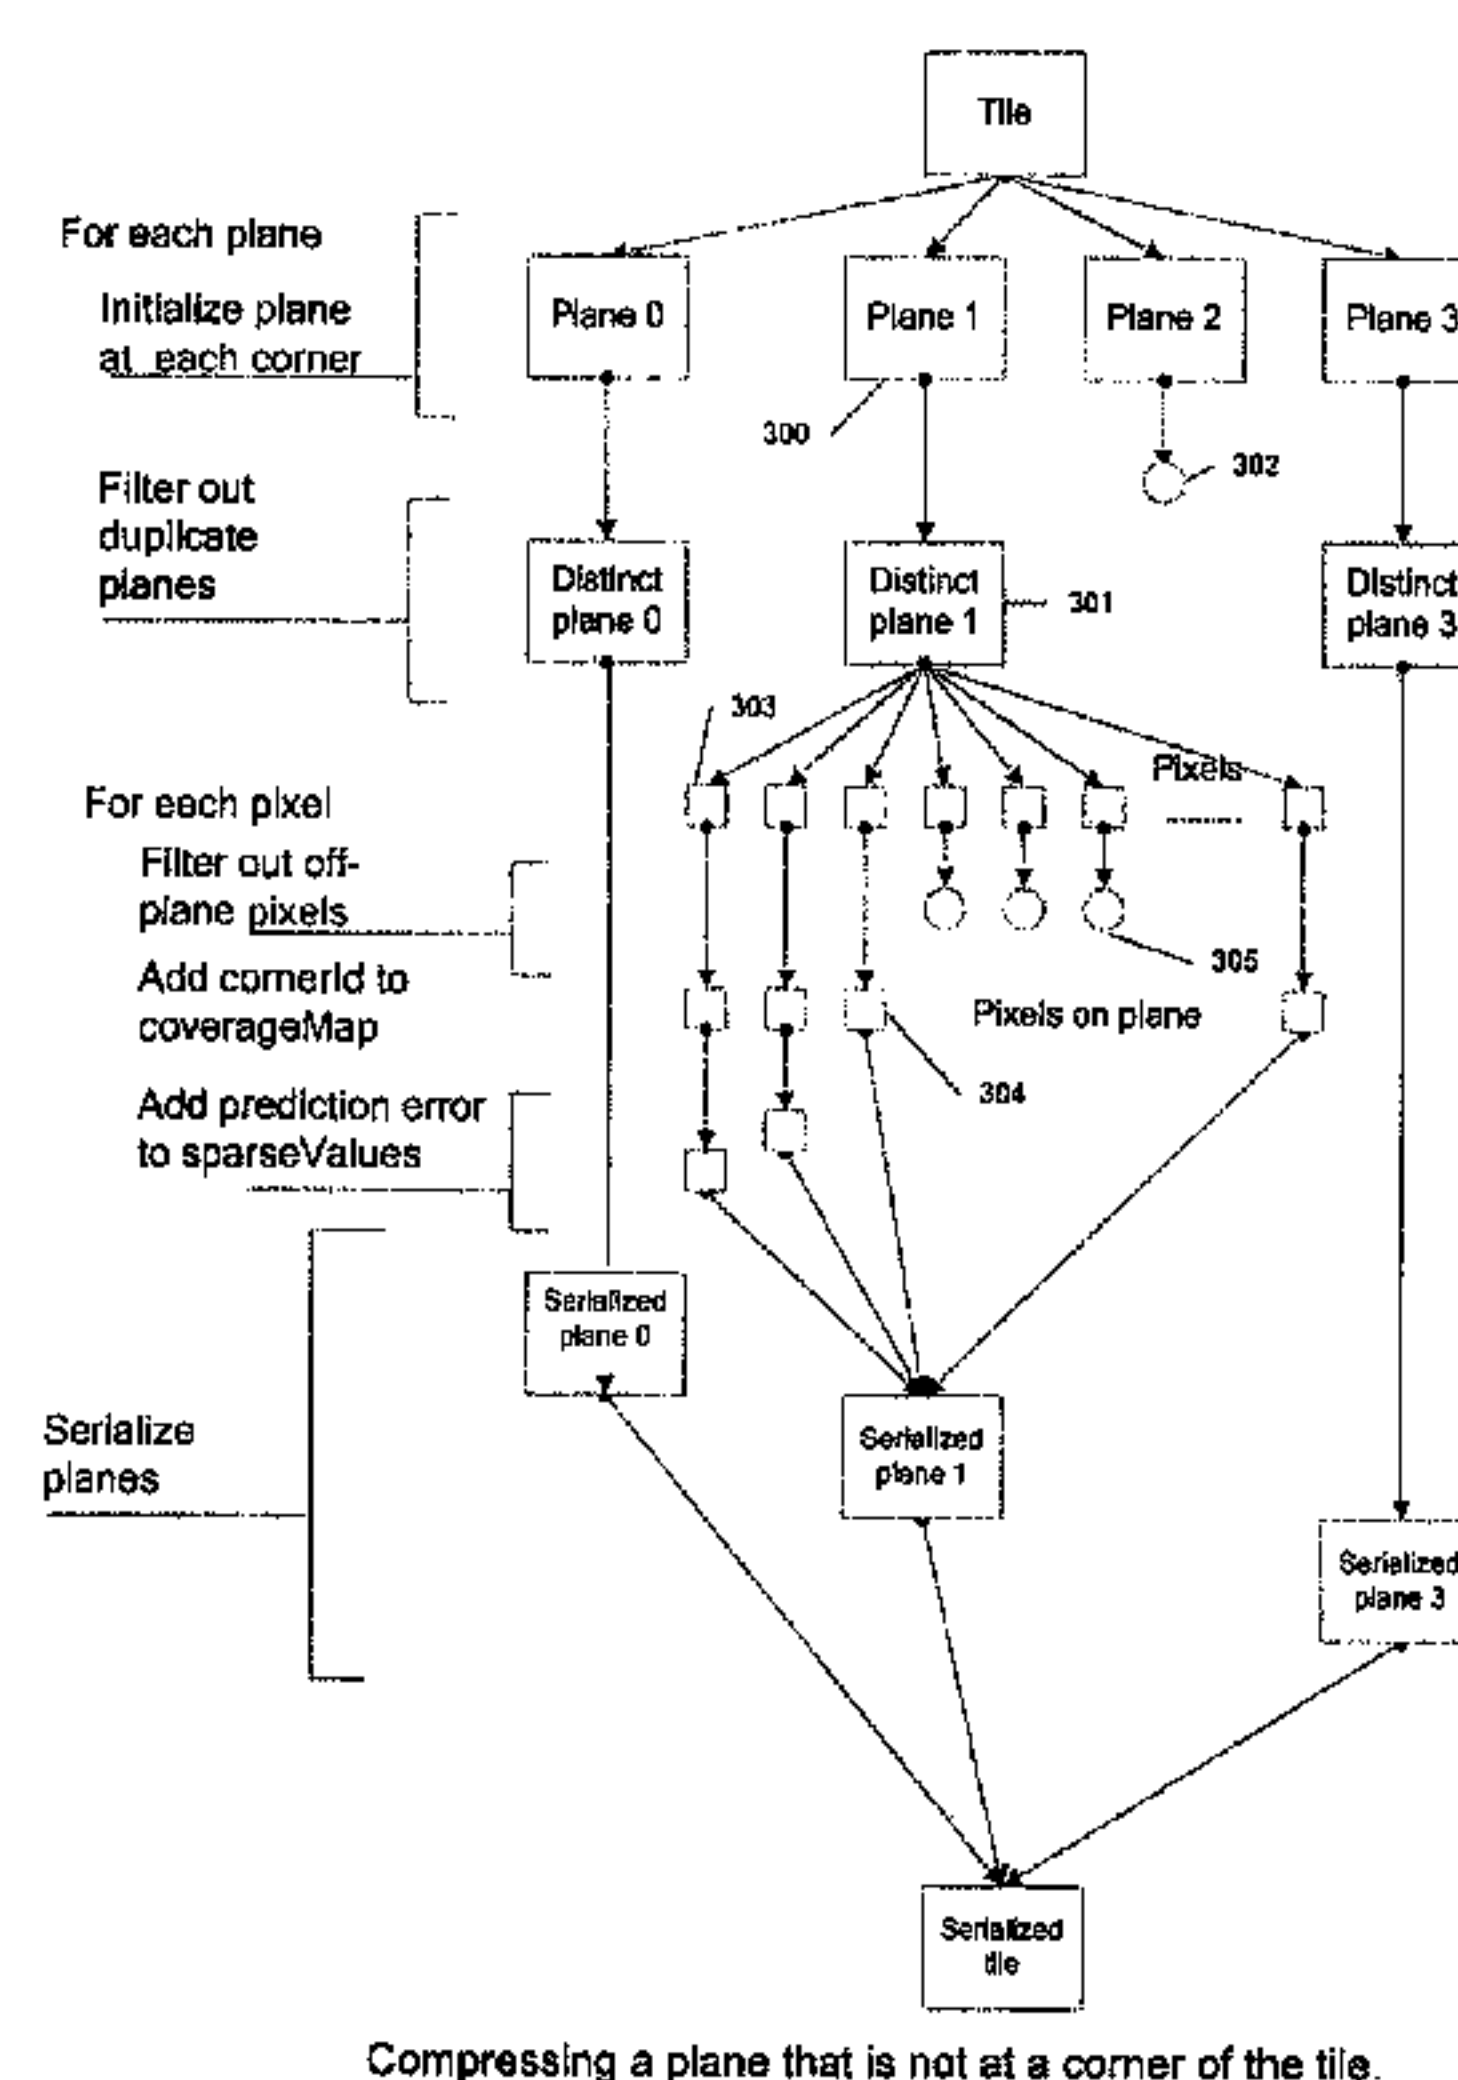 Tile
For each plane
Initialize plane
at each corner
Plane 0
Plane 1
Plane 2
Plane 3
300
302
Filter out
duplicate
planes
Distinct
plane 0
Distinct
plane 1
301
Distinct
plane 3
303
Pixels
For each pixel
Filter out off-
plane pixels
305
Add cornerId to
coverageMap
Pixels on plane
304
Add prediction error
to sparseValues
Serialized
plane 0
Serialize
planes
Serialized
plane 1
Serialized
plane 3
Serialized
tile
Compressing a plane that is not at a corner of the tile.